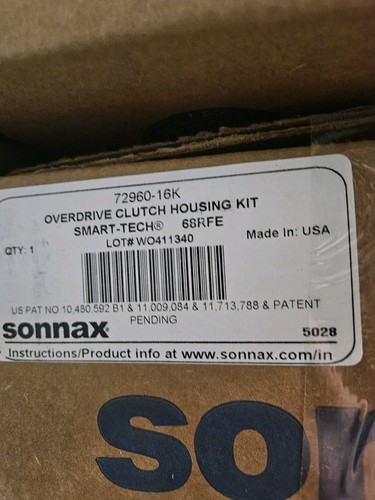 72960-16K
OVERDRIVE CLUTCH HOUSING KIT
SMART-TECH® 68RFE
LOT# WO411340
QTY: 1
Made In: USA
US PAT NO 10,480,592 B1 & 11,009,084 & 11,713,788 & PATENT
PENDING
sonnax
5028
Instructions/Product info at www.sonnax.com/in
so